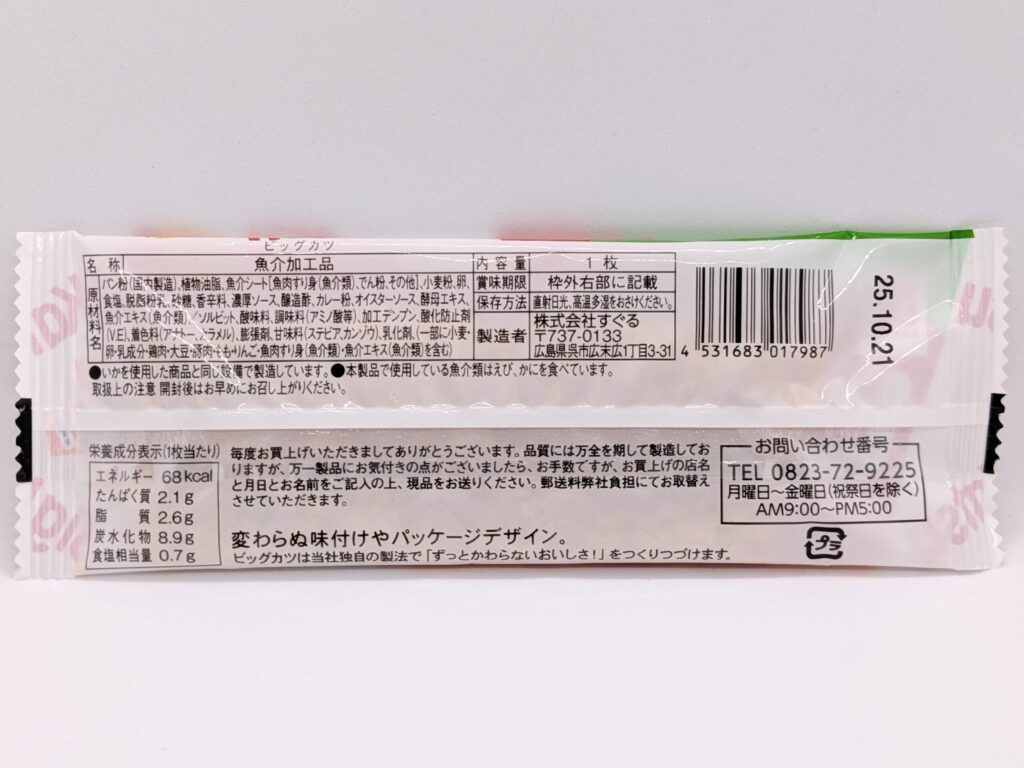 ビッグカツ
名称 魚介加工品
原材料名
パン粉(国内製造)、植物油脂、魚介シート[魚肉すり身(魚介類)、でん粉、その他]、小麦粉、卵、
食塩、脱脂粉乳、砂糖、香辛料、濃厚ソース、醸造酢、カレー粉、オイスターソース、酵母エキス、
魚介エキス(魚介類)/ソルビット、酸味料、調味料(アミノ酸等)、加工デンプン、酸化防止剤
(V.E)、着色料(アナトー、カラメル)、膨張剤、甘味料(ステビア、カンゾウ)、乳化剤、(一部に小麦・
卵・乳成分・鶏肉・大豆・豚肉・もも・りんご・魚肉すり身(魚介類)・魚介エキス(魚介類)を含む)
内容量 1枚
賞味期限 枠外右部に記載
保存方法 直射日光、高温多湿をおさけください。
製造者
株式会社すぐる
〒737-0133
広島県呉市広末広1丁目3-31
4 531683 017987
25.10.21
●いかを使用した商品と同じ設備で製造しています。●本製品で使用している魚介類はえび、かにを食べています。
取扱上の注意 開封後はお早めにお召し上がりください。
栄養成分表示(1枚当たり)
エネルギー 68kcal
たんぱく質 2.1g
脂質 2.6g
炭水化物 8.9g
食塩相当量 0.7g
毎度お買上げいただきましてありがとうございます。品質には万全を期して製造してお
りますが、万一製品にお気付きの点がございましたら、お手数ですが、お買上げの店名
と月日とお名前をご記入の上、現品をお送りください。郵送料弊社負担にてお取替え
させていただきます。
変わらぬ味付けやパッケージデザイン。
ビッグカツは当社独自の製法で「ずっとかわらないおいしさ!」をつくりつづけます。
お問い合わせ番号
TEL 0823-72-9225
月曜日~金曜日(祝祭日を除く)
AM9:00~PM5:00
プラ